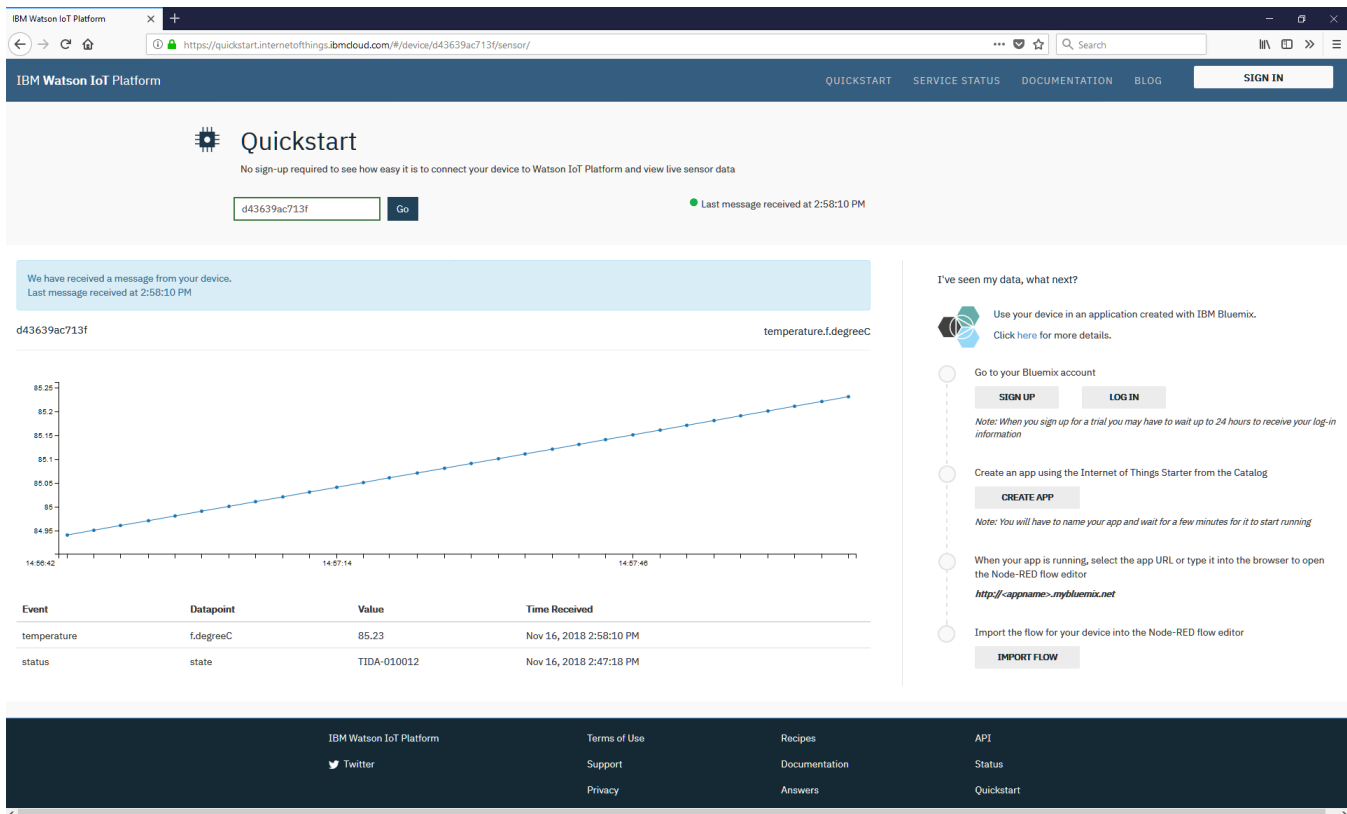 IBM Watson IoT Platform
https://quickstart.internetofthings.ibmcloud.com/#/device/d43639ac713f/sensor/
Search
IBM Watson IoT Platform
QUICKSTART SERVICE STATUS DOCUMENTATION BLOG SIGN IN
Quickstart
No sign-up required to see how easy it is to connect your device to Watson IoT Platform and view live sensor data
d43639ac713f Go
Last message received at 2:58:10 PM
We have received a message from your device.
Last message received at 2:58:10 PM
d43639ac713f temperature.f.degreeC
85.25
85.2
85.15
85.1
85.05
85
84.95
14:56:42 14:57:14 14:57:46
Event Datapoint Value Time Received
temperature f.degreeC 85.23 Nov 16, 2018 2:58:10 PM
status state TIDA-010012 Nov 16, 2018 2:47:18 PM
I've seen my data, what next?
Use your device in an application created with IBM Bluemix.
Click here for more details.
Go to your Bluemix account
SIGN UP LOG IN
Note: When you sign up for a trial you may have to wait up to 24 hours to receive your log-in
information
Create an app using the Internet of Things Starter from the Catalog
CREATE APP
Note: You will have to name your app and wait for a few minutes for it to start running
When your app is running, select the app URL or type it into the browser to open
the Node-RED flow editor
http://<appname>.mybluemix.net
Import the flow for your device into the Node-RED flow editor
IMPORT FLOW
IBM Watson IoT Platform Terms of Use Recipes API
Twitter Support Documentation Status
Privacy Answers Quickstart